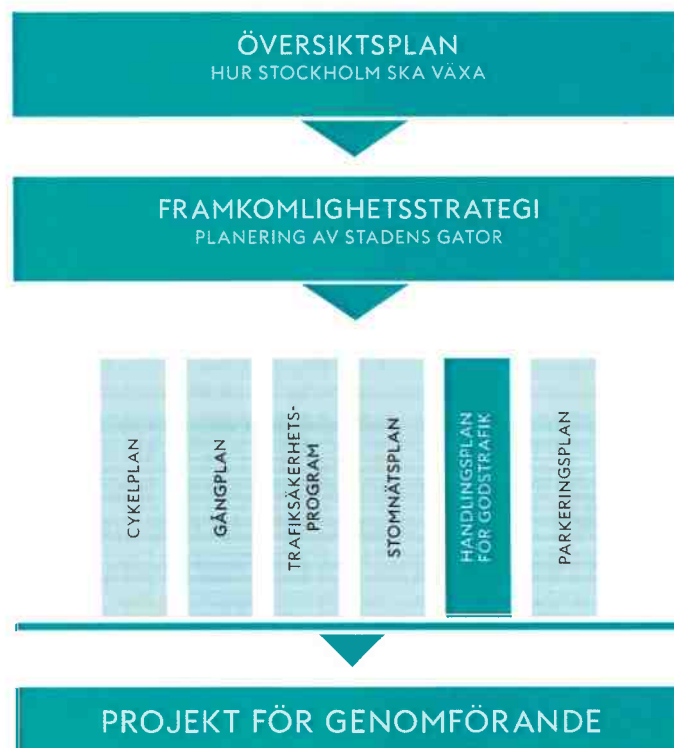 ÖVERSIKTSPLAN
HUR STOCKHOLM SKA VÄXA
FRAMKOMLIGHETSSTRATEGI
PLANERING AV STADENS GATOR
CYKELPLAN
GÅNGPLAN
TRAFIKSÄKERHETS-
PROGRAM
STOMNÄTSPLAN
HANDLINGSPLAN
FÖR GODSTRAFIK
PARKERINGSPLAN
PROJEKT FÖR GENOMFÖRANDE